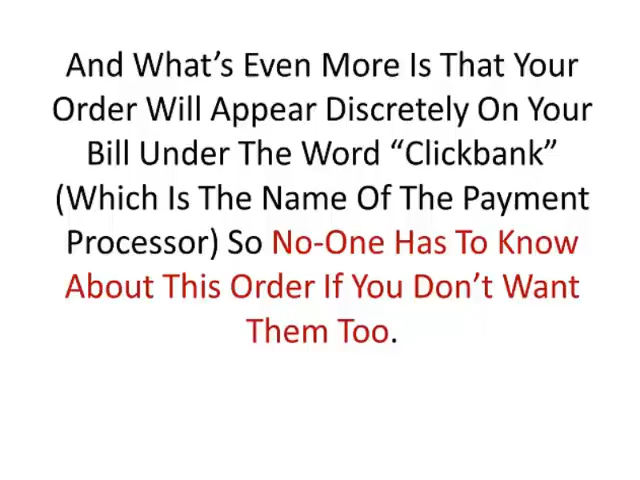 And What’s Even More Is That Your
Order Will Appear Discretely On Your
Bill Under The Word “Clickbank”
(Which Is The Name Of The Payment
Processor) So No-One Has To Know
About This Order If You Don’t Want
Them Too.